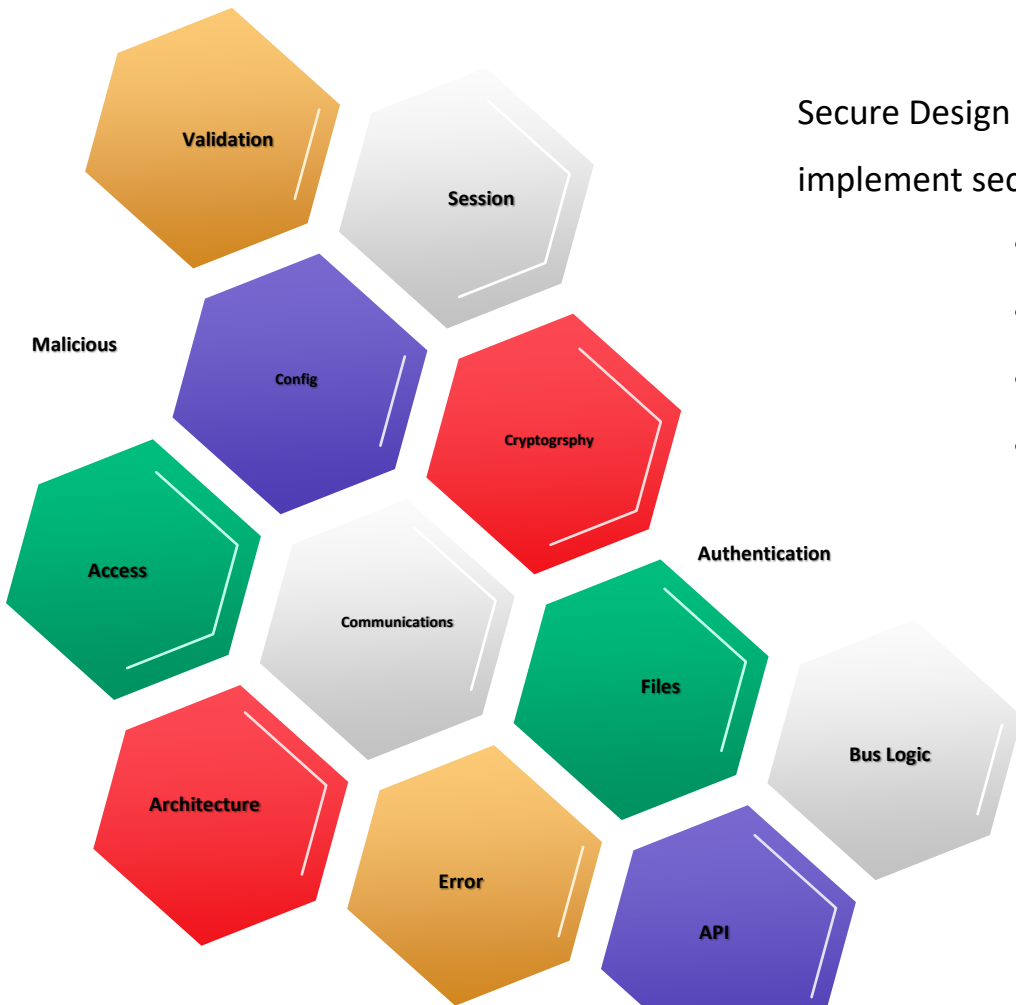 Secure Design
implement sec
Validation
Session
Malicious
Config
Cryptogrsphy
Authentication
Access
Communications
Files
Bus Logic
Architecture
Error
API